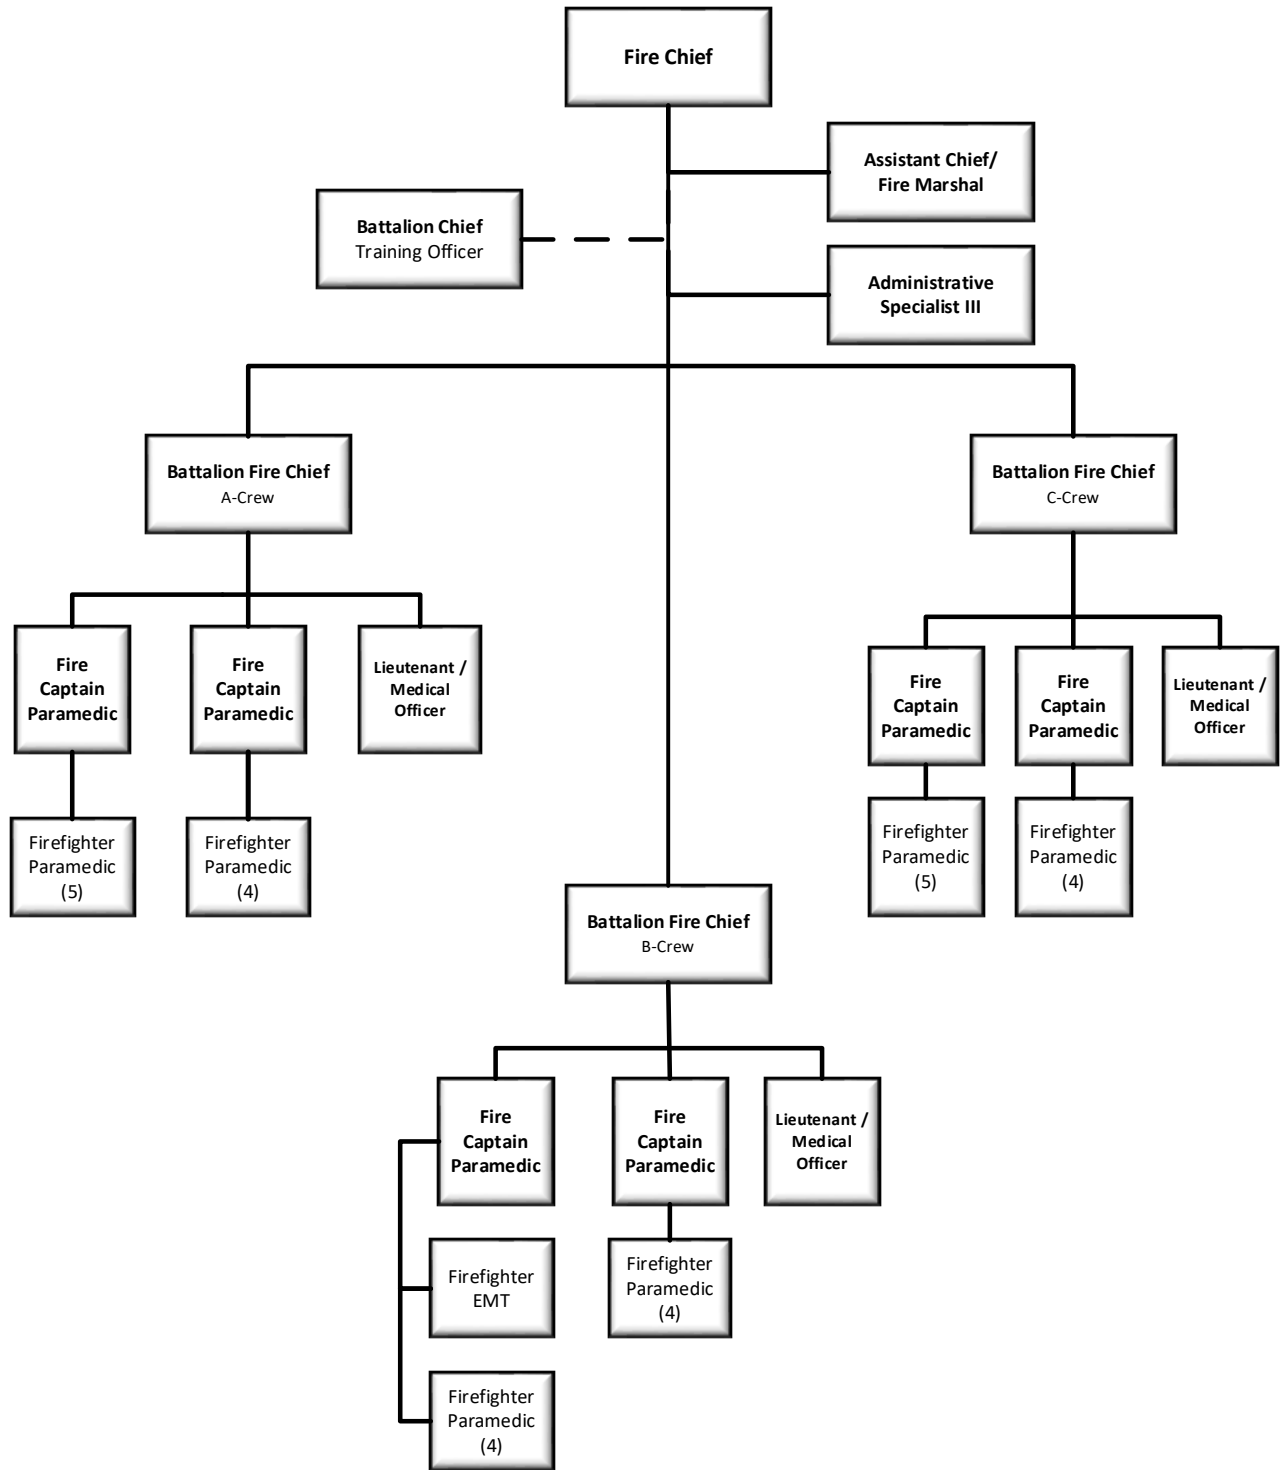 Fire Chief
Assistant Chief/
Fire Marshal
Battalion Chief
Training Officer
Administrative
Specialist III
Battalion Fire Chief
A-Crew
Battalion Fire Chief
C-Crew
Fire
Captain
Paramedic
Fire
Captain
Paramedic
Lieutenant /
Medical
Officer
Fire
Captain
Paramedic
Fire
Captain
Paramedic
Lieutenant /
Medical
Officer
Firefighter
Paramedic
(5)
Firefighter
Paramedic
(4)
Firefighter
Paramedic
(5)
Firefighter
Paramedic
(4)
Battalion Fire Chief
B-Crew
Fire
Captain
Paramedic
Fire
Captain
Paramedic
Lieutenant /
Medical
Officer
Firefighter
EMT
Firefighter
Paramedic
(4)
Firefighter
Paramedic
(4)